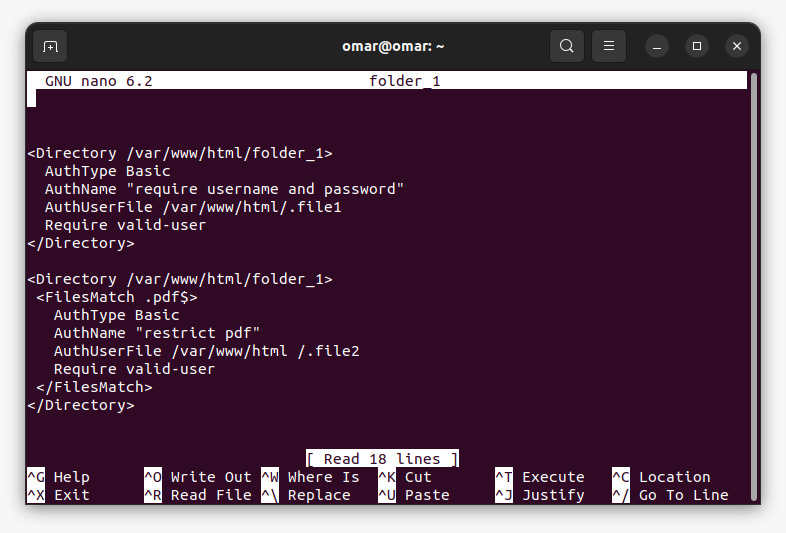 omar@omar: ~
GNU nano 6.2 folder_1
<Directory /var/www/html/folder_1>
AuthType Basic
AuthName "require username and password"
AuthUserFile /var/www/html/.file1
Require valid-user
</Directory>
<Directory /var/www/html/folder_1>
<FilesMatch .pdf$>
AuthType Basic
AuthName "restrict pdf"
AuthUserFile /var/www/html /.file2
Require valid-user
</FilesMatch>
</Directory>
[ Read 18 lines ]
^G Help ^O Write Out ^W Where Is ^K Cut ^T Execute ^C Location
^X Exit ^R Read File ^\ Replace ^U Paste ^J Justify ^/ Go To Line